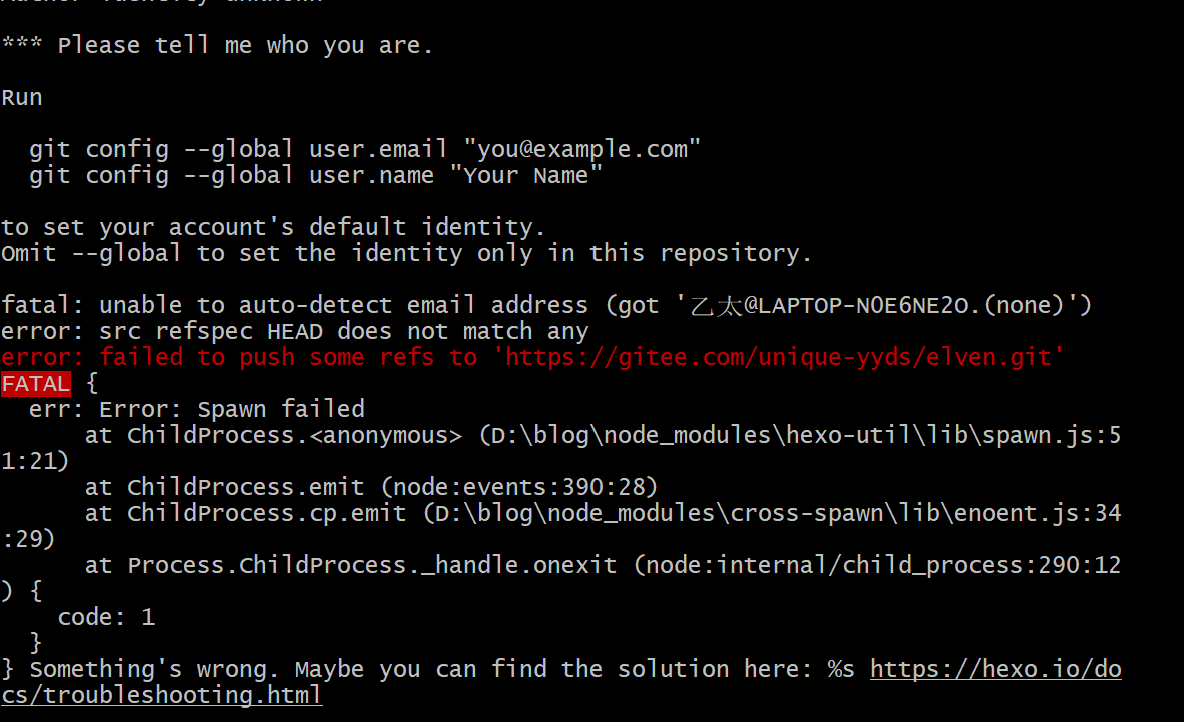 *** Please tell me who you are.
Run
git config --global user.email "you@example.com"
git config --global user.name "Your Name"
to set your account's default identity.
Omit --global to set the identity only in this repository.
fatal: unable to auto-detect email address (got '乙太@LAPTOP-N0E6NE2O.(none)')
error: src refspec HEAD does not match any
error: failed to push some refs to 'https://gitee.com/unique-yyds/elven.git'
FATAL {
err: Error: Spawn failed
at ChildProcess.<anonymous> (D:\blog\node_modules\hexo-util\lib\spawn.js:5
1:21)
at ChildProcess.emit (node:events:390:28)
at ChildProcess.cp.emit (D:\blog\node_modules\cross-spawn\lib\enoent.js:34
:29)
at Process.ChildProcess._handle.onexit (node:internal/child_process:290:12
) {
code: 1
}
} Something's wrong. Maybe you can find the solution here: %s https://hexo.io/do
cs/troubleshooting.html